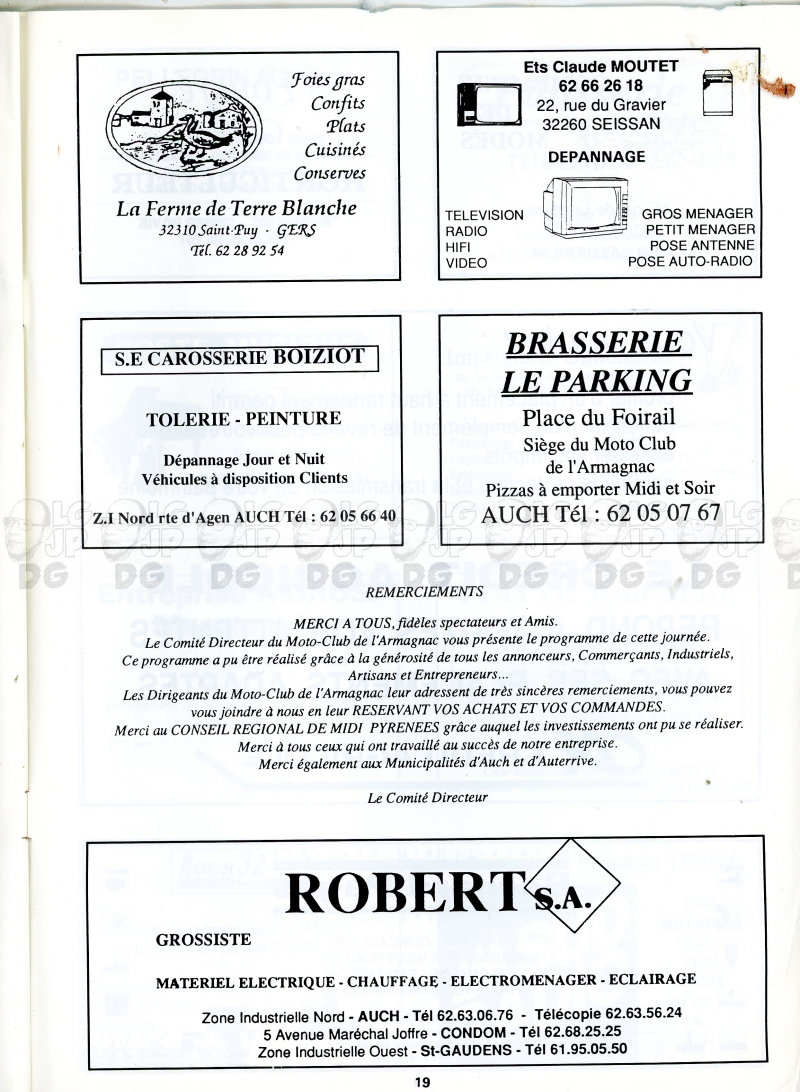 Foies gras
Confits
Plats
Cuisinés
Conserves
La Ferme de Terre Blanche
32310 Saint-Puy - GERS
Tél. 62 28 92 54
Ets Claude MOUTET
62 66 26 18
22, rue du Gravier
32260 SEISSAN
DEPANNAGE
TELEVISION
RADIO
HIFI
VIDEO
GROS MENAGER
PETIT MENAGER
POSE ANTENNE
POSE AUTO-RADIO
S.E CAROSSERIE BOIZIOT
TOLERIE - PEINTURE
Dépannage Jour et Nuit
Véhicules à disposition Clients
Z.I Nord rte d'Agen AUCH Tél : 62 05 66 40
BRASSERIE
LE PARKING
Place du Foirail
Siège du Moto Club
de l'Armagnac
Pizzas à emporter Midi et Soir
AUCH Tél : 62 05 07 67
REMERCIEMENTS
MERCI A TOUS, fidèles spectateurs et Amis.
Le Comité Directeur du Moto-Club de l'Armagnac vous présente le programme de cette journée.
Ce programme a pu être réalisé grâce à la générosité de tous les annonceurs, Commerçants, Industriels,
Artisans et Entrepreneurs...
Les Dirigeants du Moto-Club de l'Armagnac leur adressent de très sincères remerciements, vous pouvez
vous joindre à nous en leur RESERVANT VOS ACHATS ET VOS COMMANDES.
Merci au CONSEIL REGIONAL DE MIDI PYRENEES grâce auquel les investissements ont pu se réaliser.
Merci à tous ceux qui ont travaillé au succès de notre entreprise.
Merci également aux Municipalités d'Auch et d'Auterrive.
Le Comité Directeur
ROBERT S.A.
GROSSISTE
MATERIEL ELECTRIQUE - CHAUFFAGE - ELECTROMENAGER - ECLAIRAGE
Zone Industrielle Nord - AUCH - Tél 62.63.06.76 - Télécopie 62.63.56.24
5 Avenue Maréchal Joffre - CONDOM - Tél 62.68.25.25
Zone Industrielle Ouest - St-GAUDENS - Tél 61.95.05.50
19